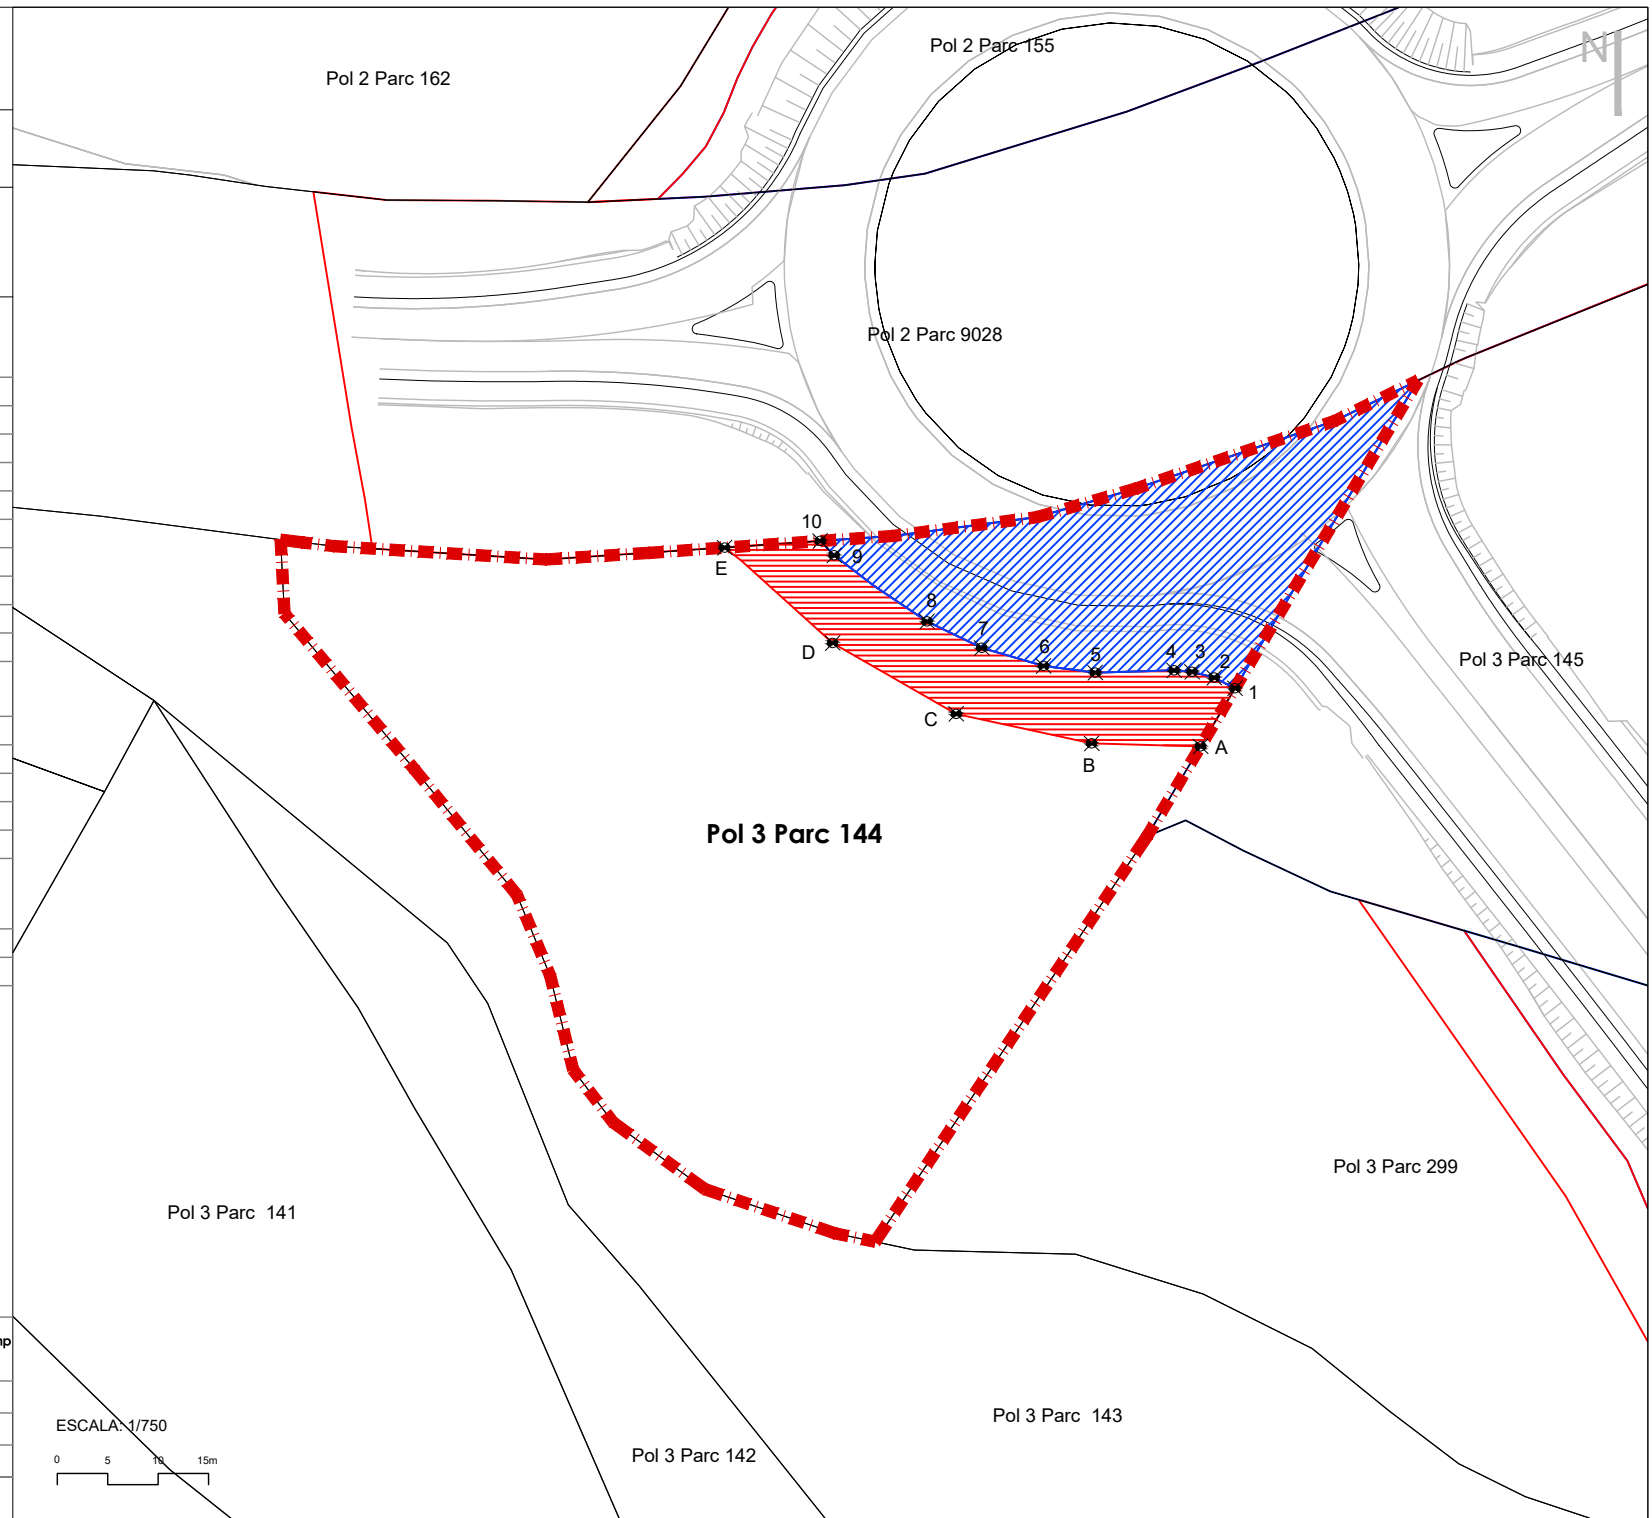 Pol 2 Parc 155
N
Pol 2 Parc 162
Pol 2 Parc 9028
10
9
E
8
7
D
6
5
4
3
2
1
Pol 3 Parc 145
C
B
A
Pol 3 Parc 144
Pol 3 Parc 299
Pol 3 Parc 141
Pol 3 Parc 143
ESCALA: 1/750
0 5 10 15m
Pol 3 Parc 142